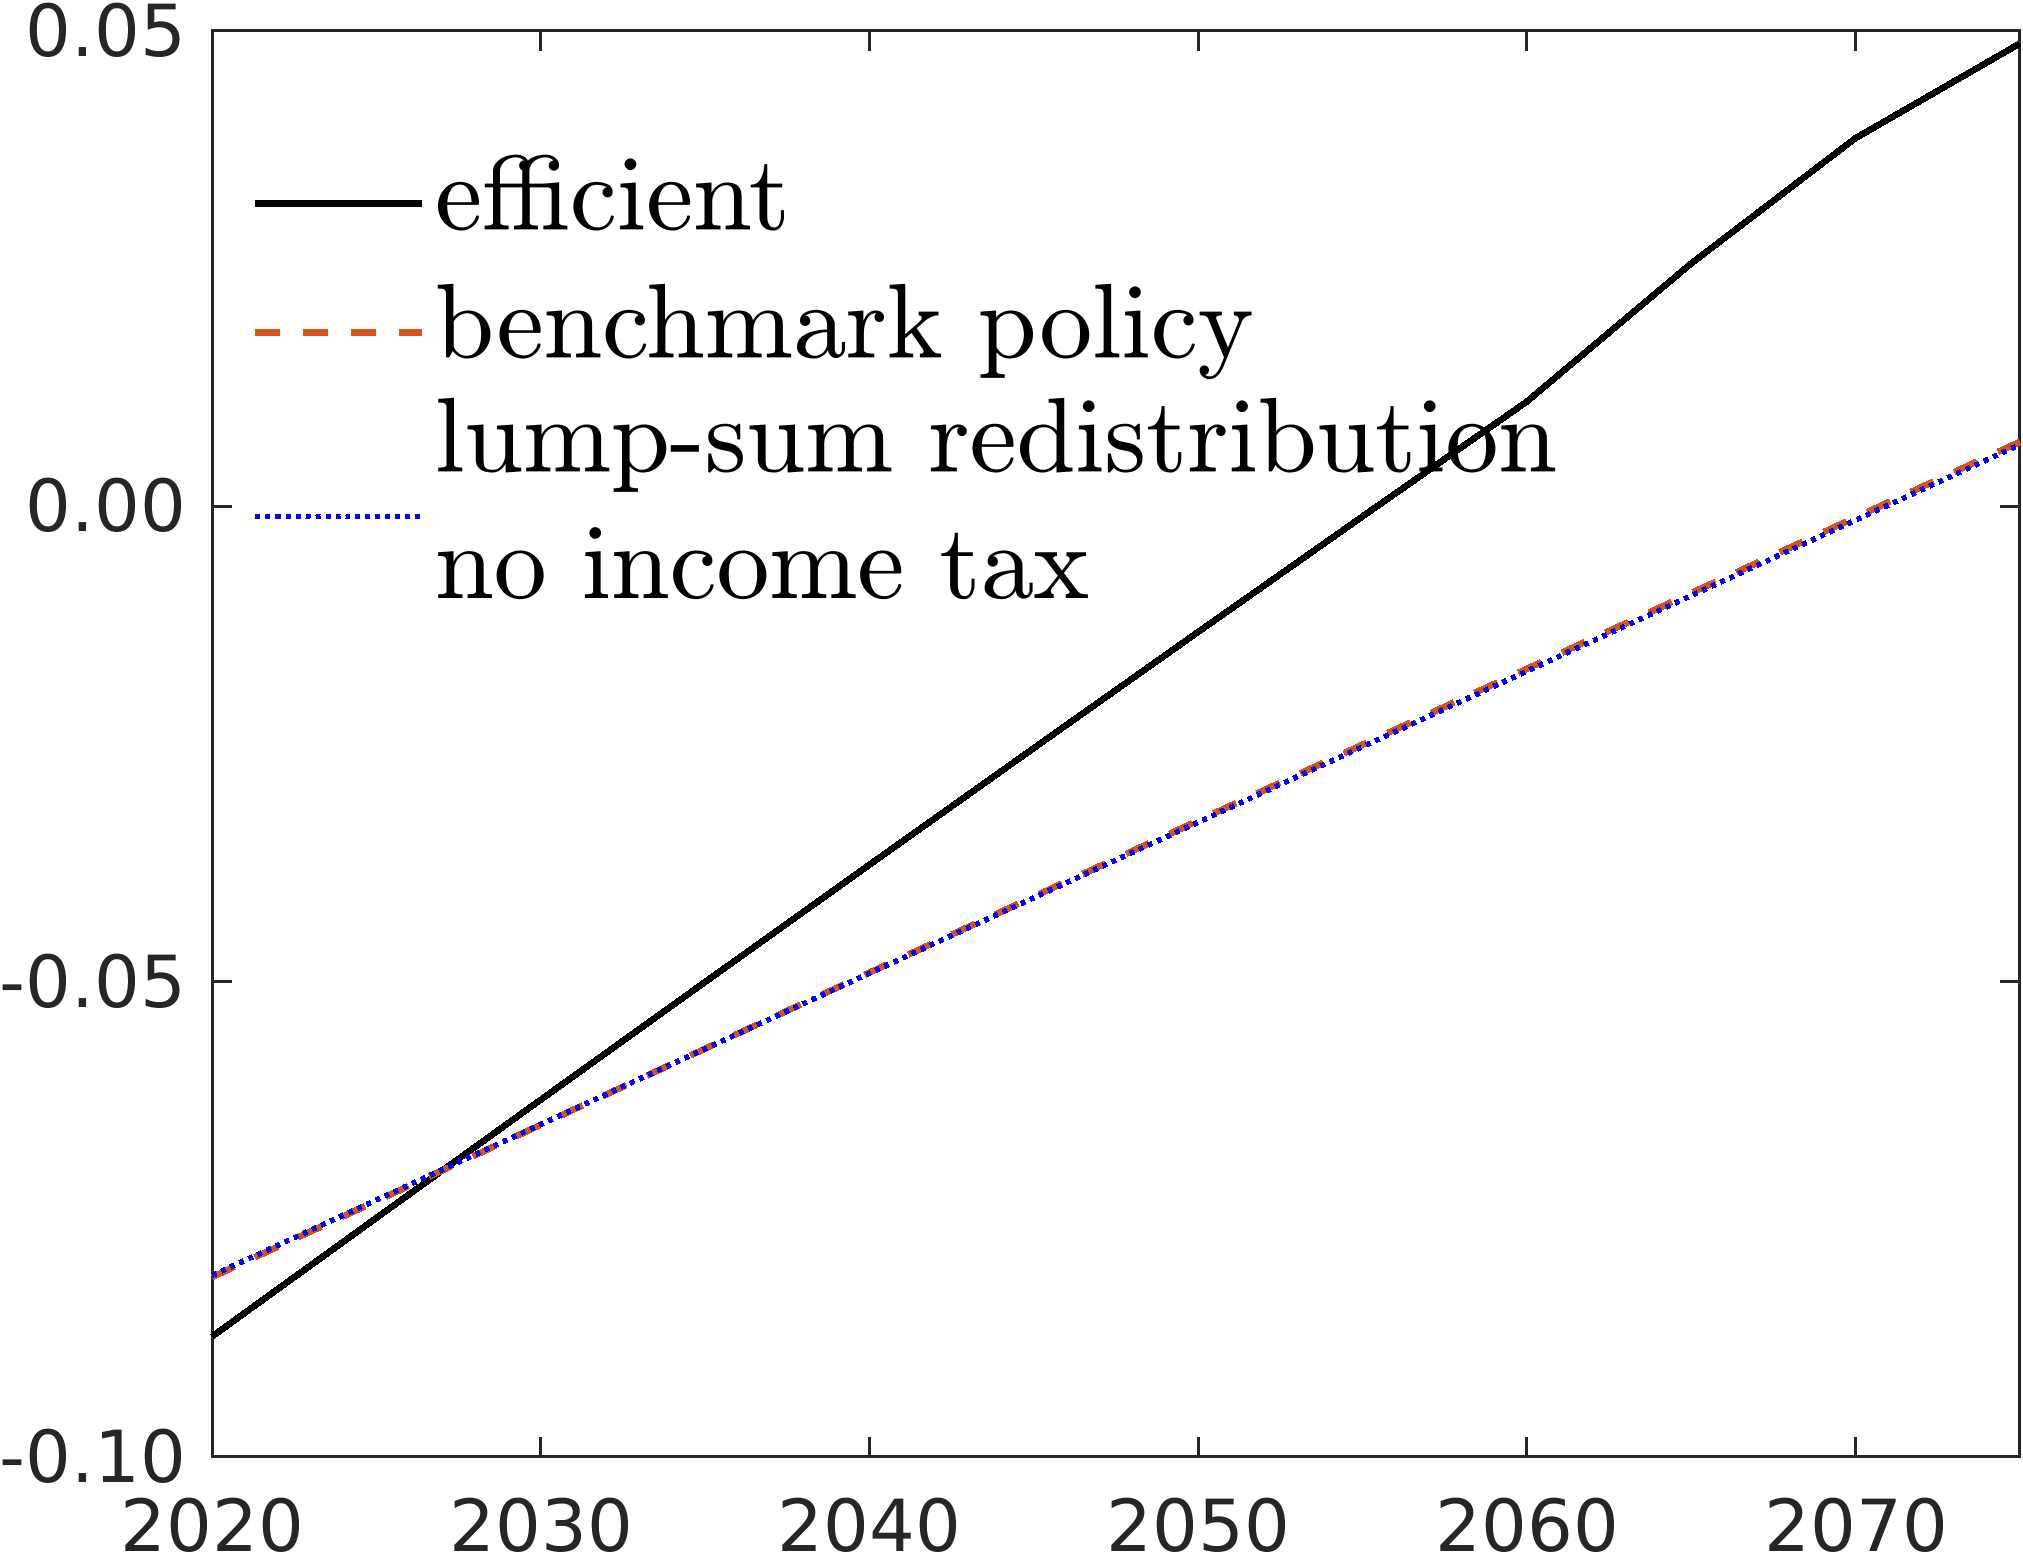 0.05
efficient
benchmark policy
lump-sum redistribution
0.00
no income tax
-0.05
-0.10
2020 2030 2040 2050 2060 2070